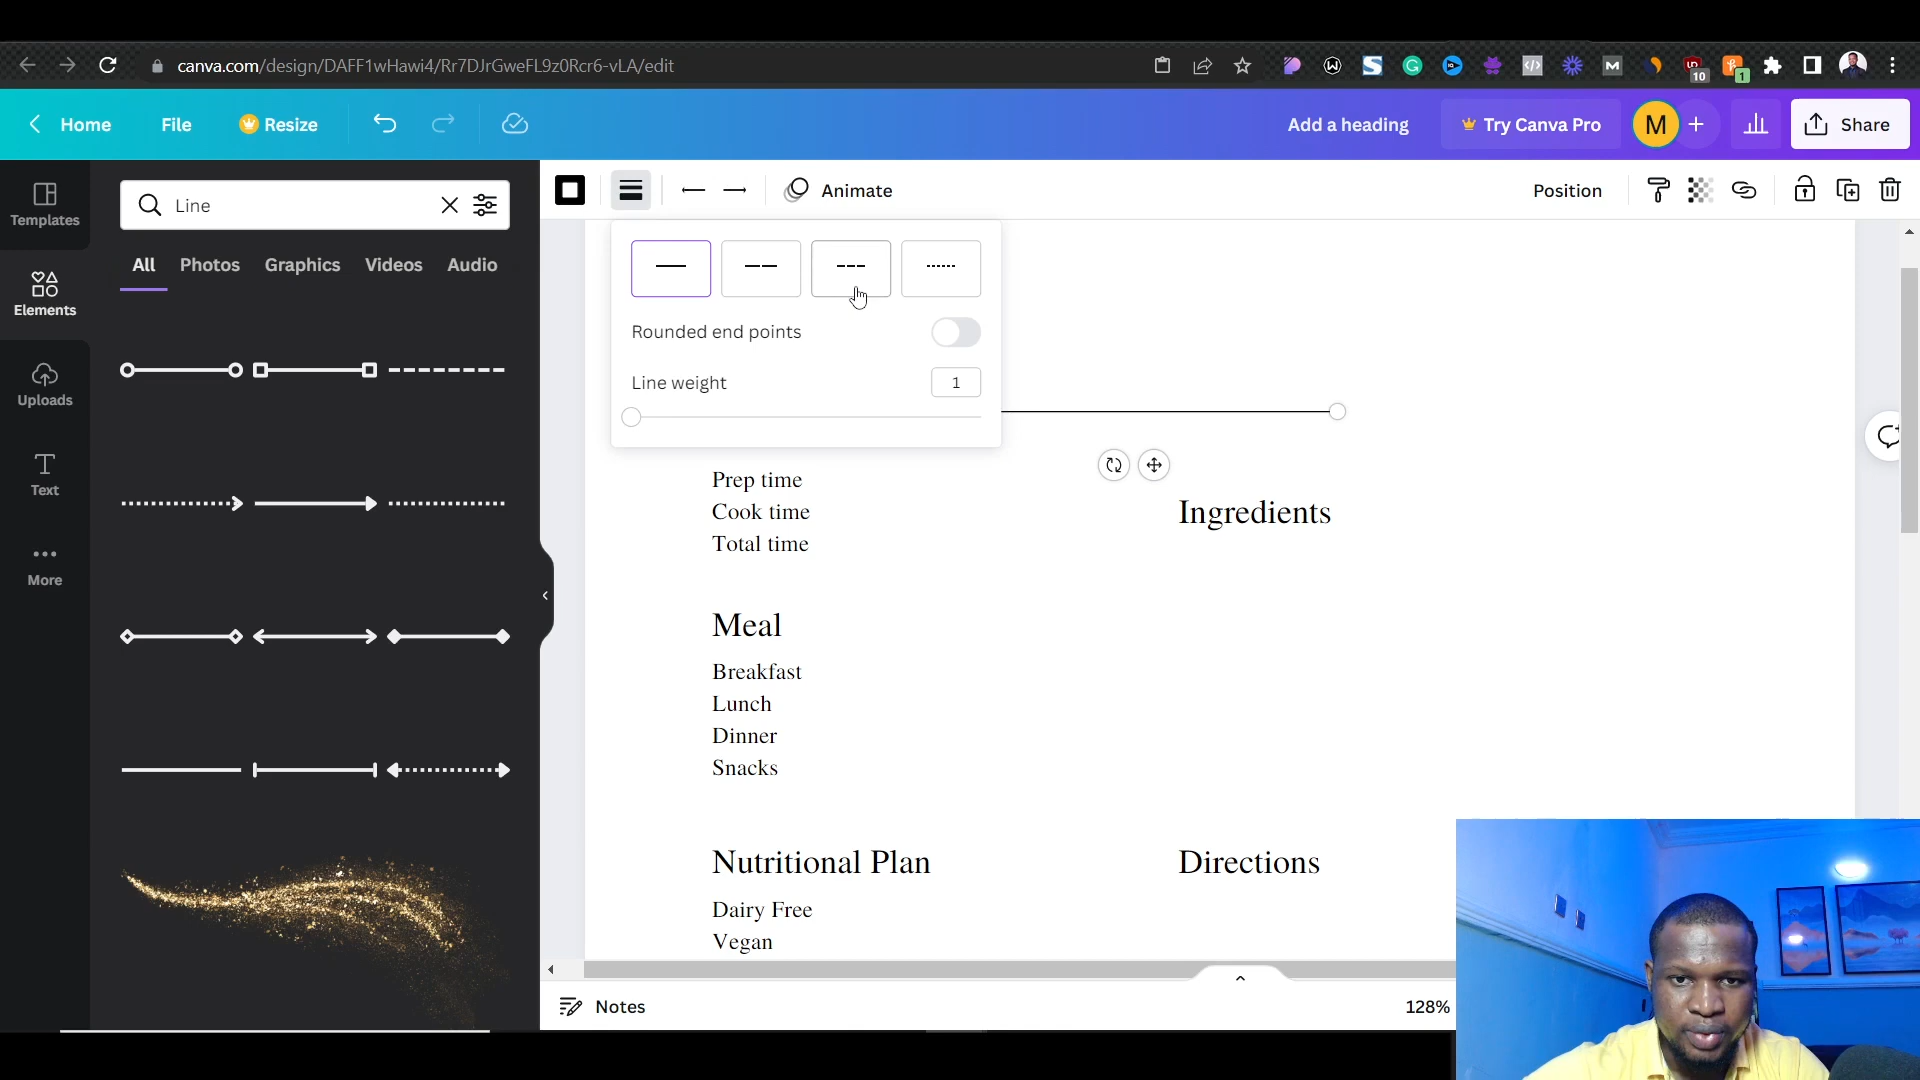 canva.com/design/DAFF1wHawi4/Rr7DJrGweFL9z0Rcr6-vLA/edit
10
1
Home
File
Resize
Add a heading
Try Canva Pro
M
Share
Templates
Elements
Uploads
Text
More
Line
All
Photos
Graphics
Videos
Audio
Animate
Position
Rounded end points
Line weight
1
Prep time
Cook time
Total time
Ingredients
Meal
Breakfast
Lunch
Dinner
Snacks
Nutritional Plan
Directions
Dairy Free
Vegan
Notes
128%